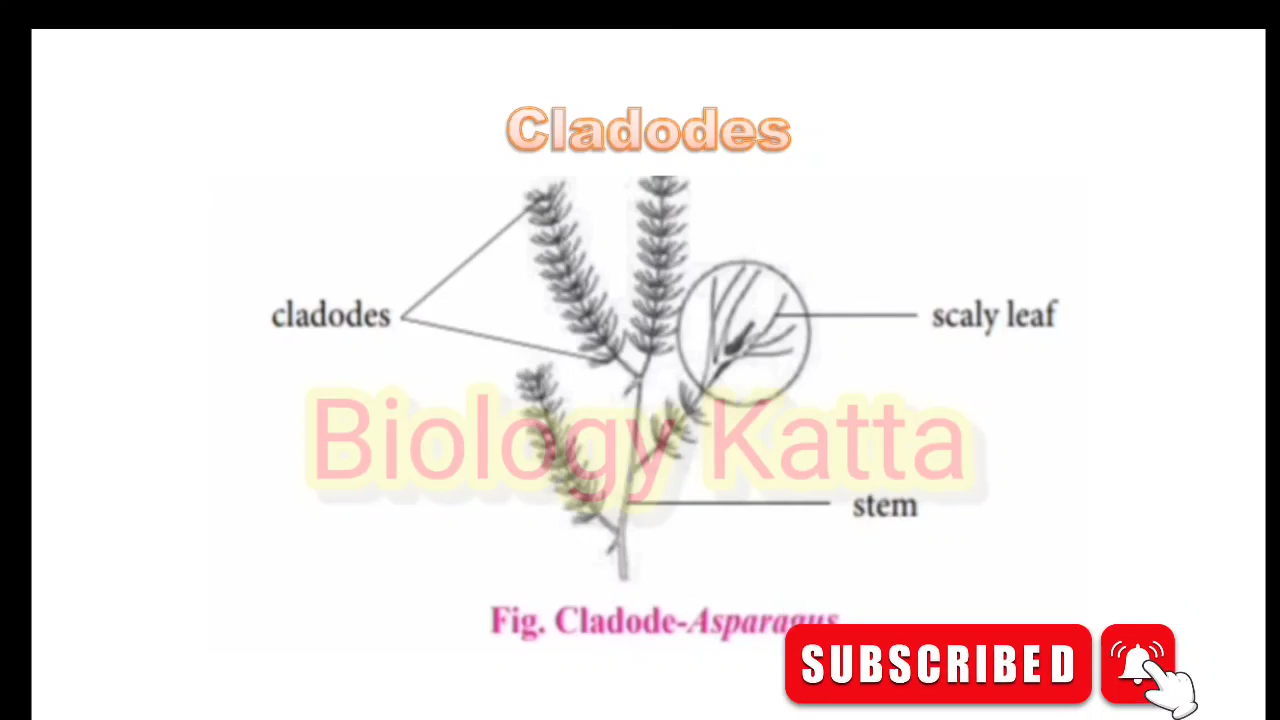 Cladodes
cladodes
scaly leaf
Biology Katta
stem
Fig. Cladode-Asparagus
SUBSCRIBED